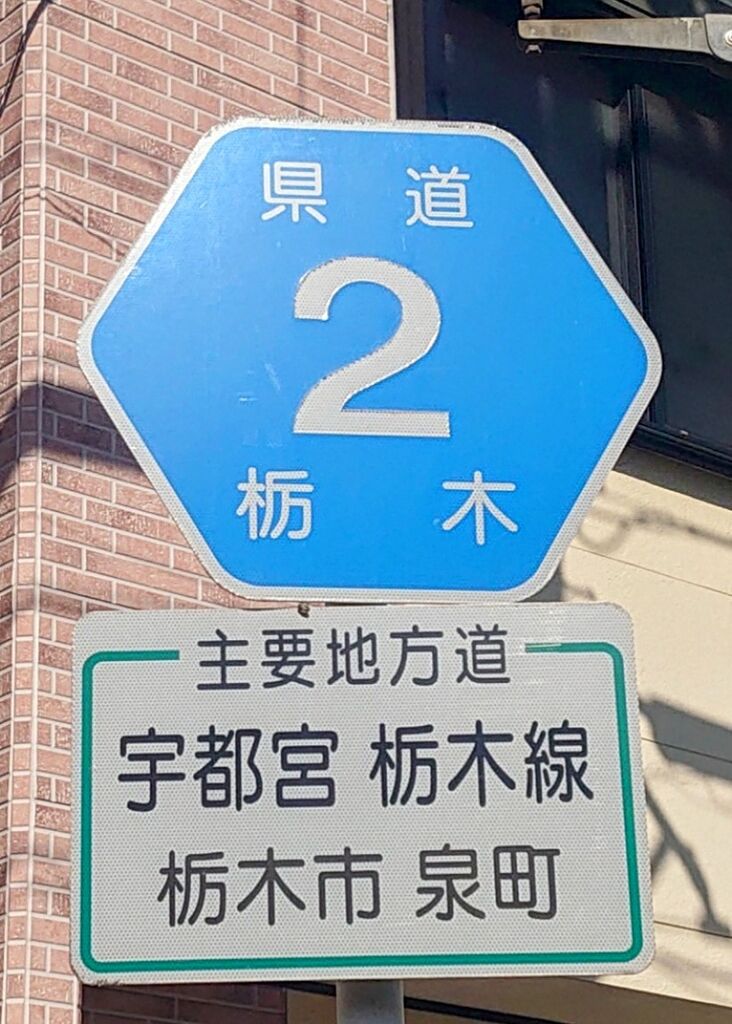 県 道
2
栃 木
主要地方道
宇都宮 栃木線
栃木市 泉町